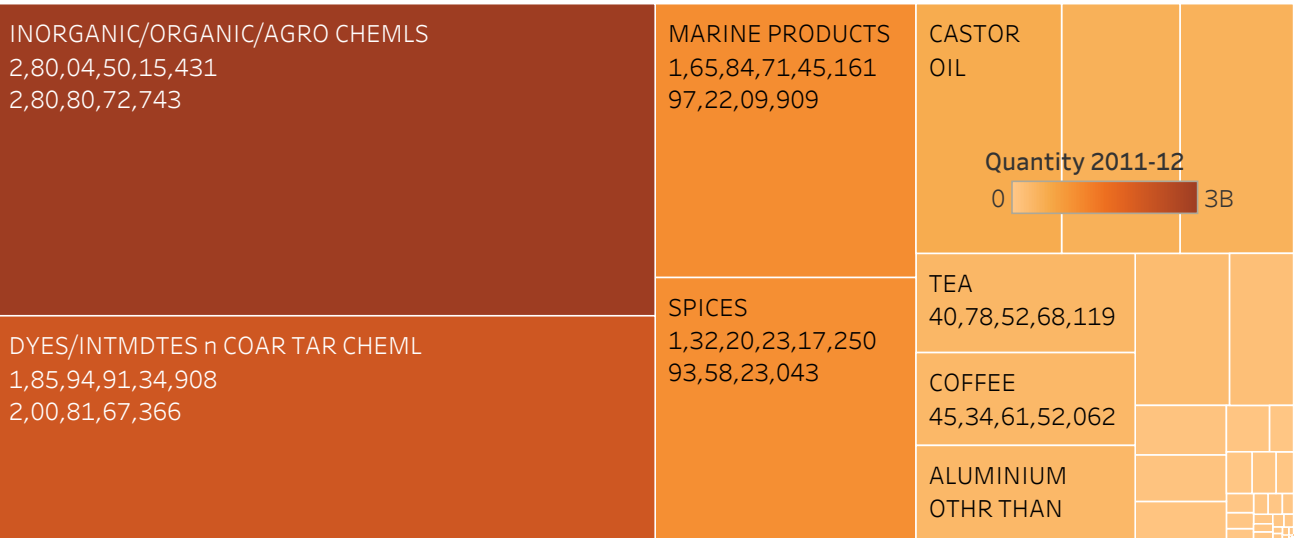 INORGANIC/ORGANIC/AGRO CHEMLS
2,80,04,50,15,431
2,80,80,72,743
DYES/INTMDTES n COAR TAR CHEML
1,85,94,91,34,908
2,00,81,67,366
MARINE PRODUCTS
1,65,84,71,45,161
97,22,09,909
SPICES
1,32,20,23,17,250
93,58,23,043
CASTOR
OIL
Quantity 2011-12
0
3B
TEA
40,78,52,68,119
COFFEE
45,34,61,52,062
ALUMINIUM
OTHR THAN